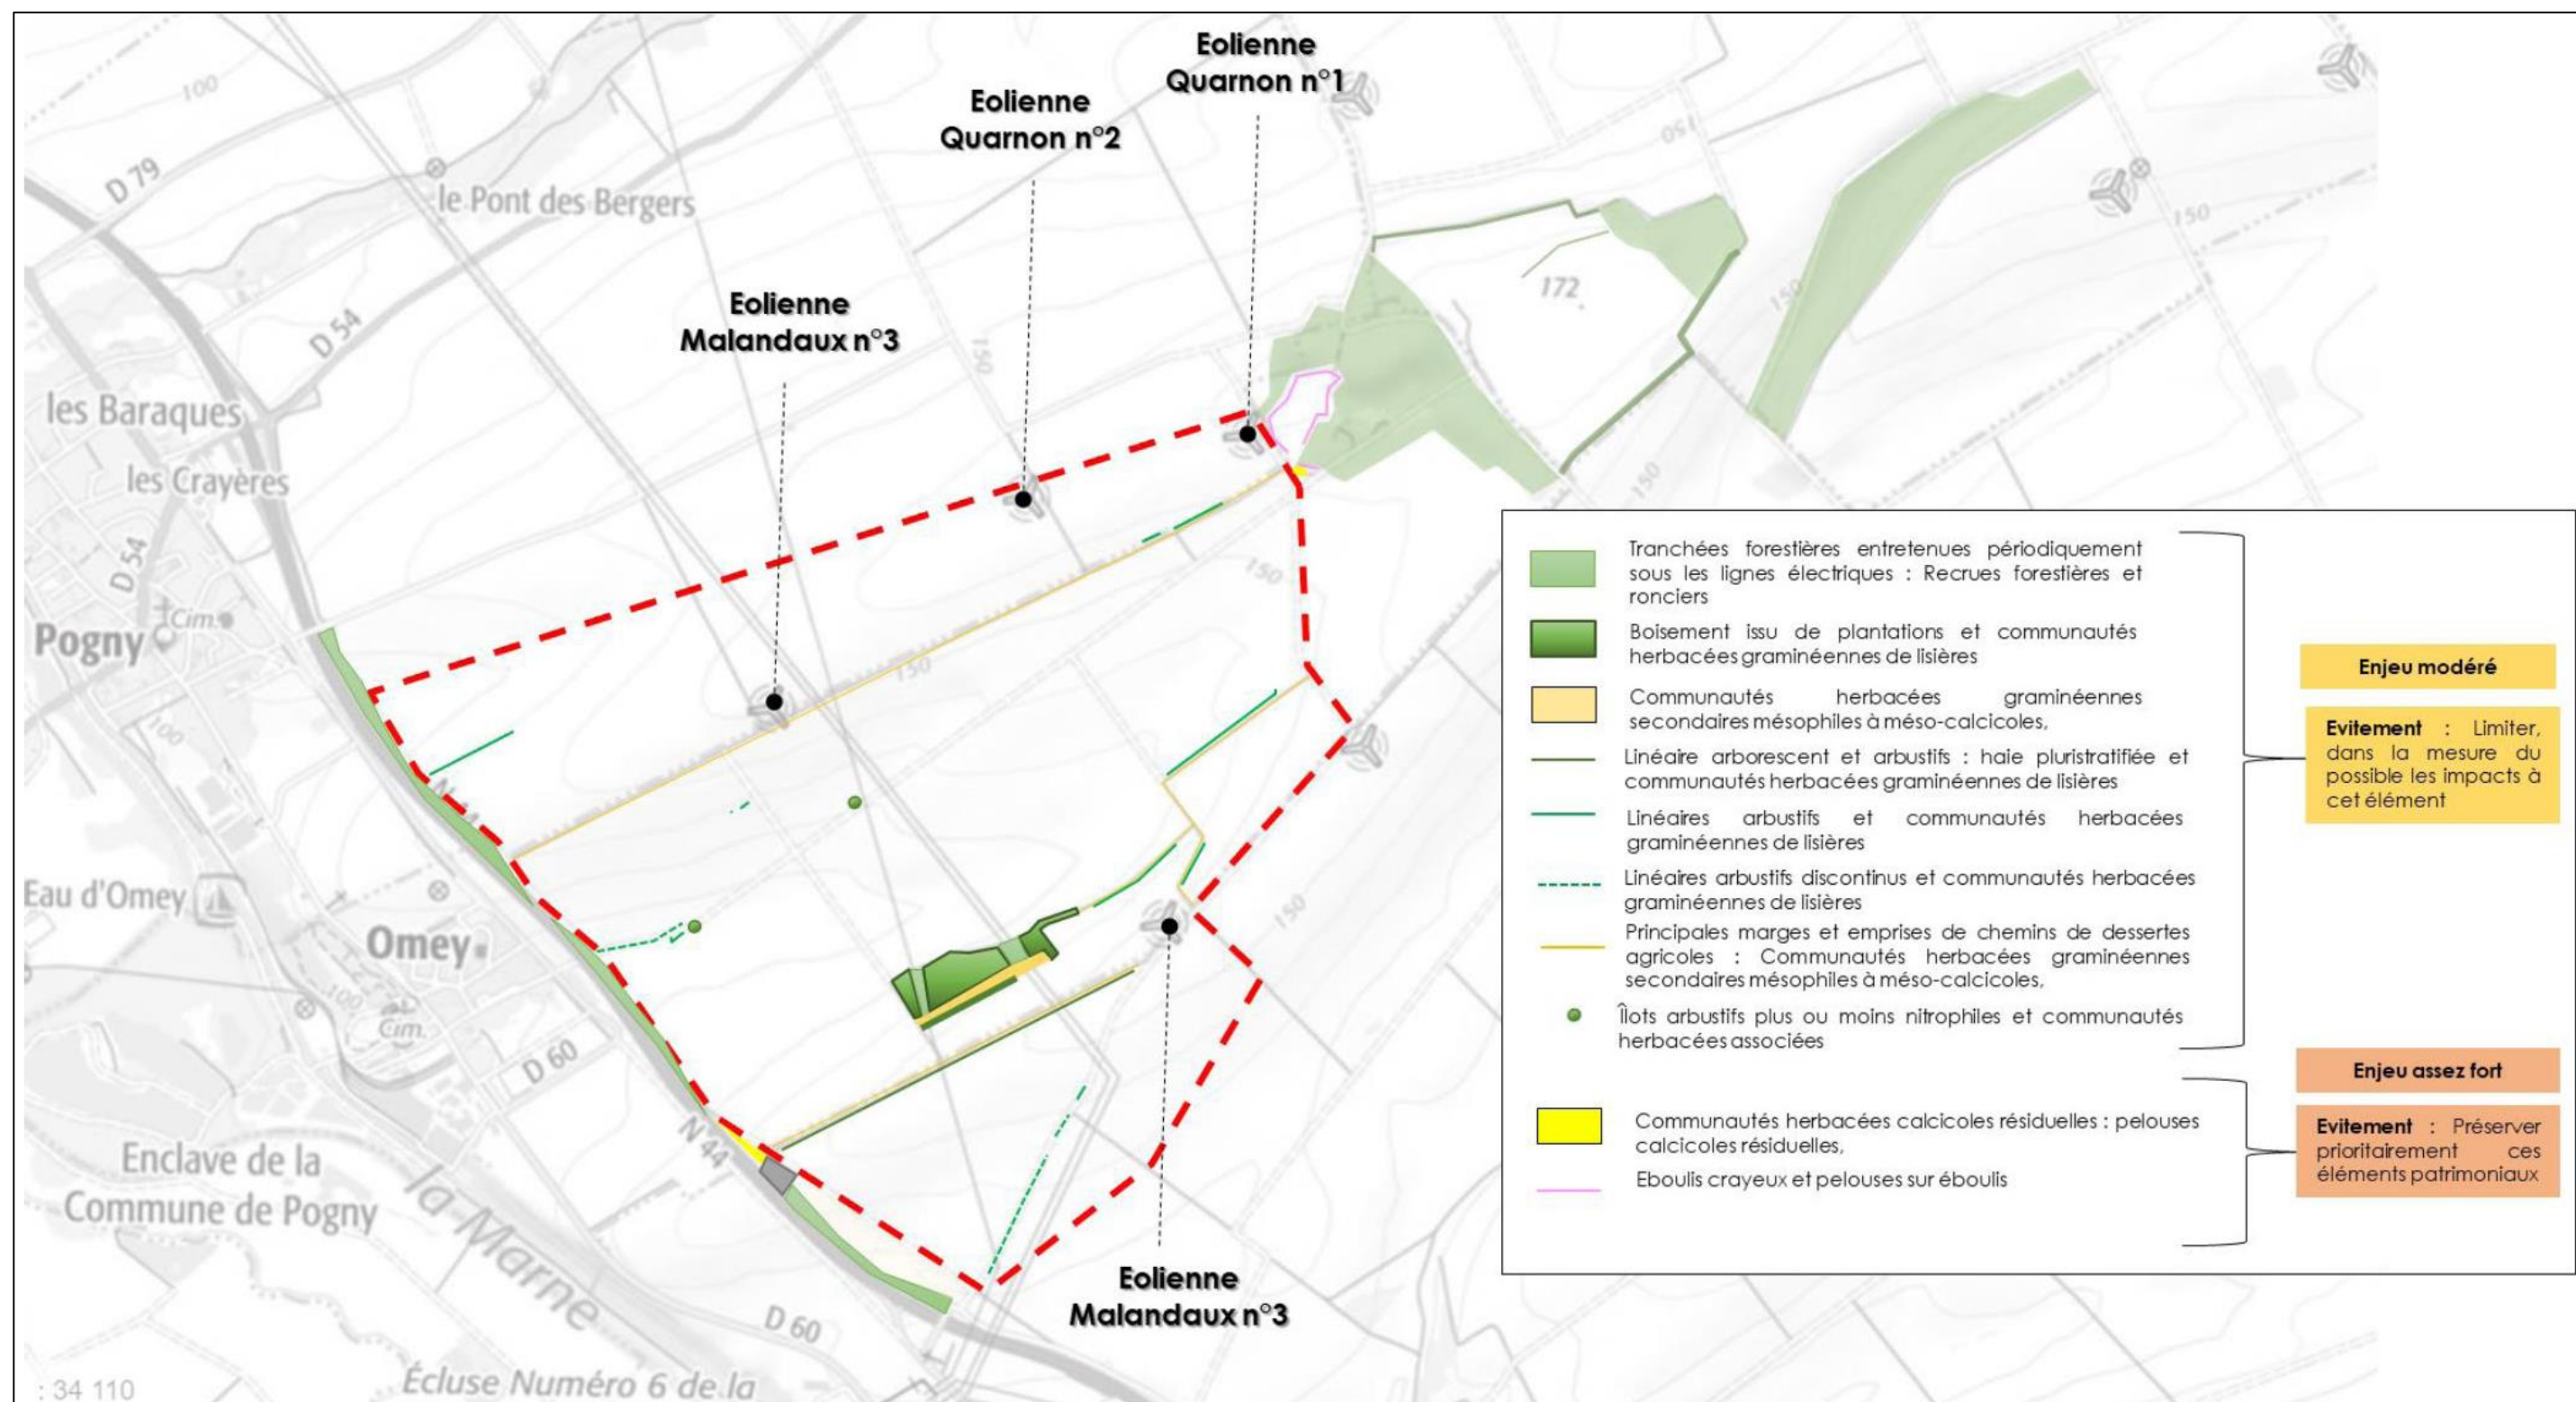 Eolienne
Quarnon n°1
Eolienne
Quarnon n°2
Eolienne
Malandaux n°3
100
D 79
le Pont des Bergers
D 54
150
150
172
150
150
les Baraques
les Crayères
D 54
Cim.
Pogny
100
N 44
150
150
150
150
Eau d'Omey
Omey
100
Cim.
D 60
N 44
Enclave de la
Commune de Pogny
la Marne
D 60
Écluse Numéro 6 de la
: 34 110
Eolienne
Malandaux n°3
Tranchées forestières entretenues périodiquement
sous les lignes électriques : Recrues forestières et
ronciers
Boisement issu de plantations et communautés
herbacées graminéennes de lisières
Communautés herbacées graminéennes
secondaires mésophiles à méso-calcicoles,
Linéaire arborescent et arbustifs : haie pluristratifiée et
communautés herbacées graminéennes de lisières
Linéaires arbustifs et communautés herbacées
graminéennes de lisières
Linéaires arbustifs discontinus et communautés herbacées
graminéennes de lisières
Principales marges et emprises de chemins de dessertes
agricoles : Communautés herbacées graminéennes
secondaires mésophiles à méso-calcicoles,
Îlots arbustifs plus ou moins nitrophiles et communautés
herbacées associées
Communautés herbacées calcicoles résiduelles : pelouses
calcicoles résiduelles,
Eboulis crayeux et pelouses sur éboulis
Enjeu modéré
Evitement : Limiter,
dans la mesure du
possible les impacts à
cet élément
Enjeu assez fort
Evitement : Préserver
prioritairement ces
éléments patrimoniaux